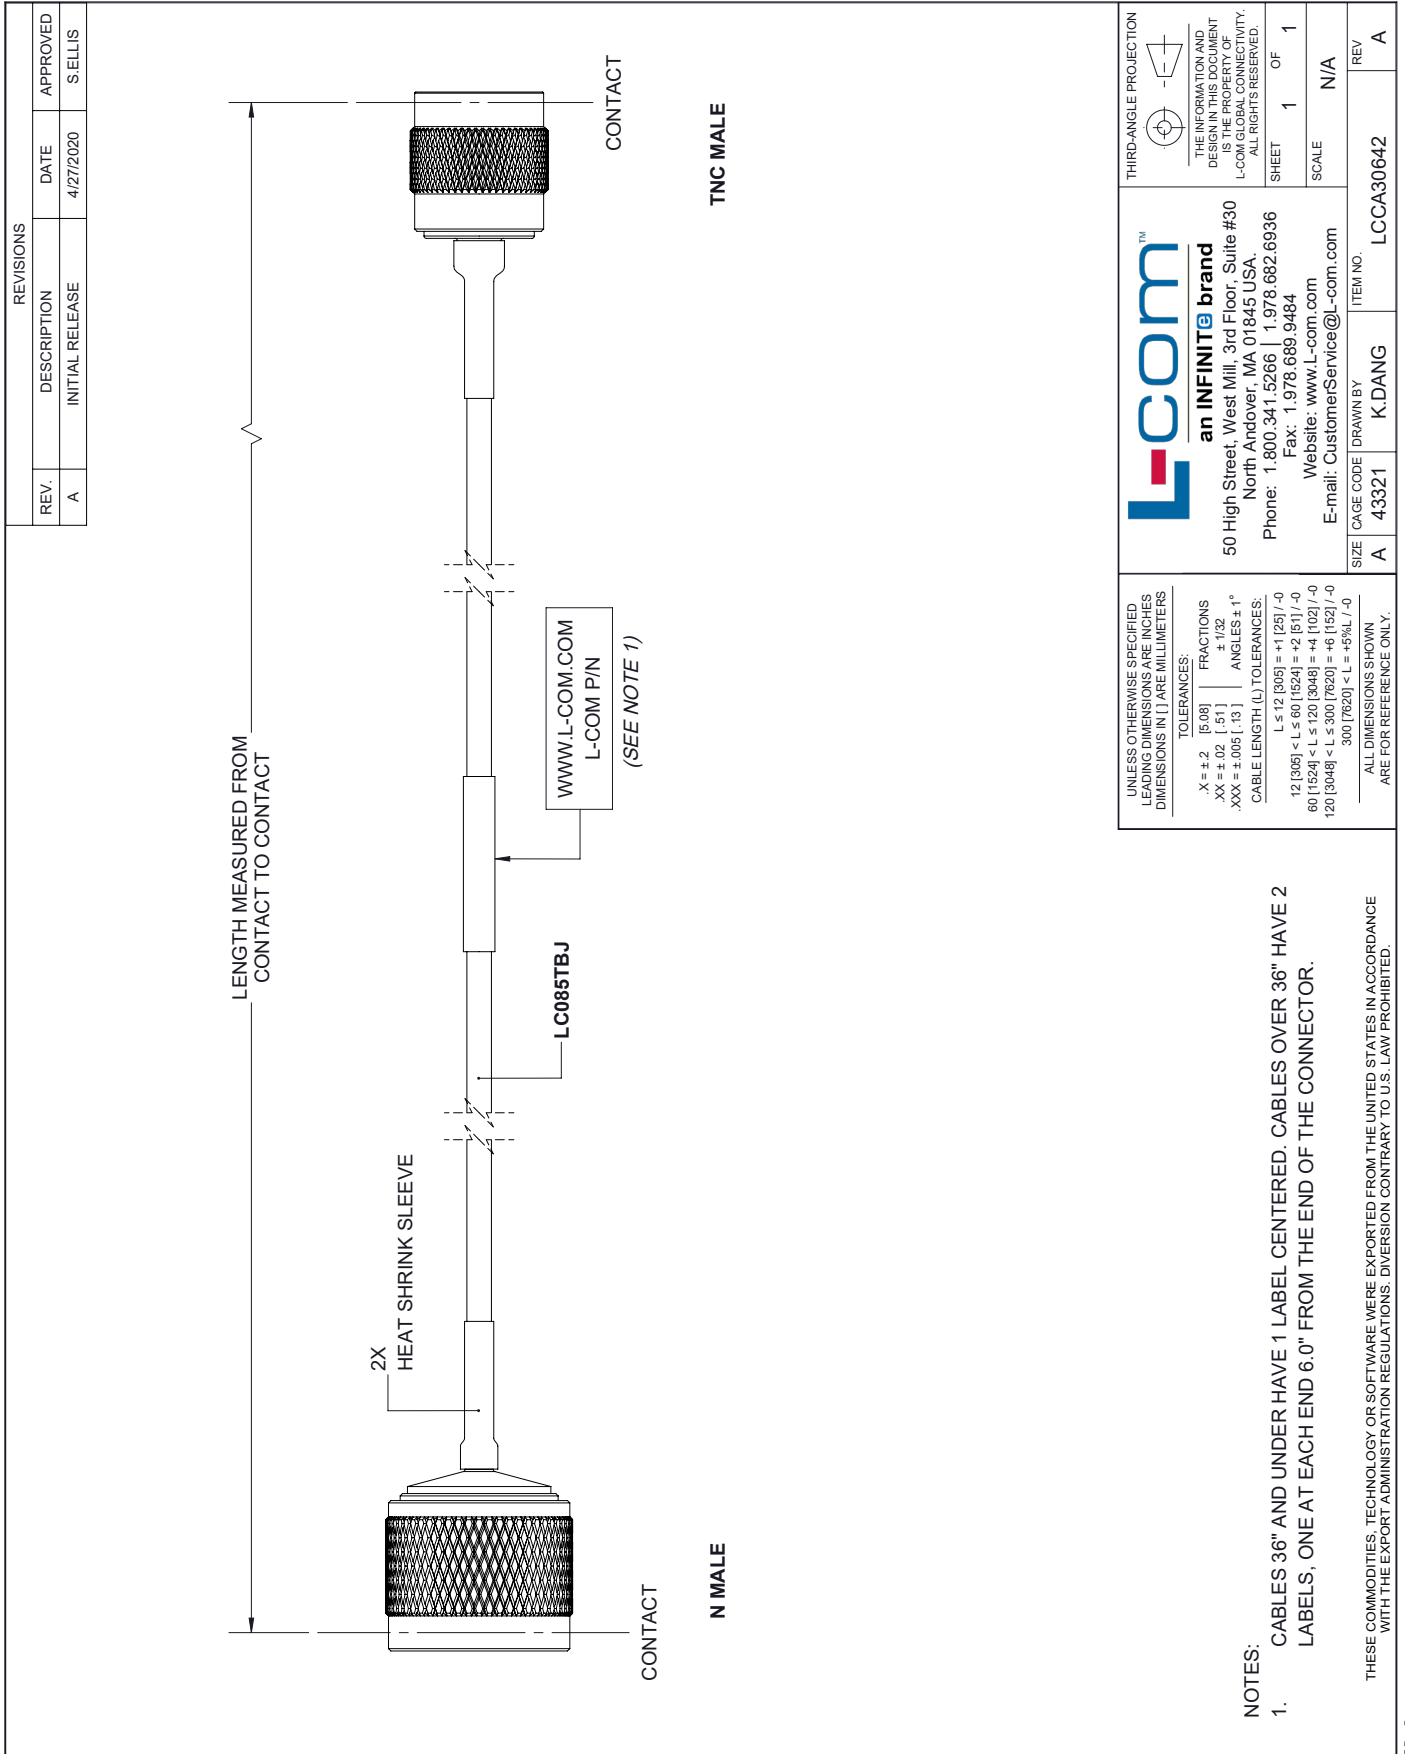 REVISIONS
REV. DESCRIPTION DATE APPROVED
A INITIAL RELEASE 4/27/2020 S.ELLIS
LENGTH MEASURED FROM
CONTACT TO CONTACT
2X
HEAT SHRINK SLEEVE
LC085TBJ
WWW.L-COM.COM
L-COM P/N
(SEE NOTE 1)
CONTACT
CONTACT
N MALE
TNC MALE
NOTES:
1. CABLES 36" AND UNDER HAVE 1 LABEL CENTERED. CABLES OVER 36" HAVE 2
LABELS, ONE AT EACH END 6.0" FROM THE END OF THE CONNECTOR.
THESE COMMODITIES, TECHNOLOGY OR SOFTWARE WERE EXPORTED FROM THE UNITED STATES IN ACCORDANCE
WITH THE EXPORT ADMINISTRATION REGULATIONS. DIVERSION CONTRARY TO U.S. LAW PROHIBITED.
UNLESS OTHERWISE SPECIFIED
LEADING DIMENSIONS ARE INCHES
DIMENSIONS IN [ ] ARE MILLIMETERS
TOLERANCES:
.X = ± .2 [5.08] FRACTIONS
.XX = ± .02 [ .51 ] ± 1/32
.XXX = ± .005 [ .13 ] ANGLES ± 1°
CABLE LENGTH (L) TOLERANCES:
L ≤ 12 [305] = +1 [25] / -0
12 [305] < L ≤ 60 [1524] = +2 [51] / -0
60 [1524] < L ≤ 120 [3048] = +4 [102] / -0
120 [3048] < L ≤ 300 [7620] = +6 [152] / -0
300 [7620] < L = +5%L / -0
ALL DIMENSIONS SHOWN
ARE FOR REFERENCE ONLY.
L-com™
an INFINITe brand
50 High Street, West Mill, 3rd Floor, Suite #30
North Andover, MA 01845 USA.
Phone: 1.800.341.5266 | 1.978.682.6936
Fax: 1.978.689.9484
Website: www.L-com.com
E-mail: CustomerService@L-com.com
THIRD-ANGLE PROJECTION
THE INFORMATION AND
DESIGN IN THIS DOCUMENT
IS THE PROPERTY OF
L-COM GLOBAL CONNECTIVITY.
ALL RIGHTS RESERVED.
SHEET 1 OF 1
SCALE N/A
SIZE A
CAGE CODE 43321
DRAWN BY K.DANG
ITEM NO. LCCA30642
REV A